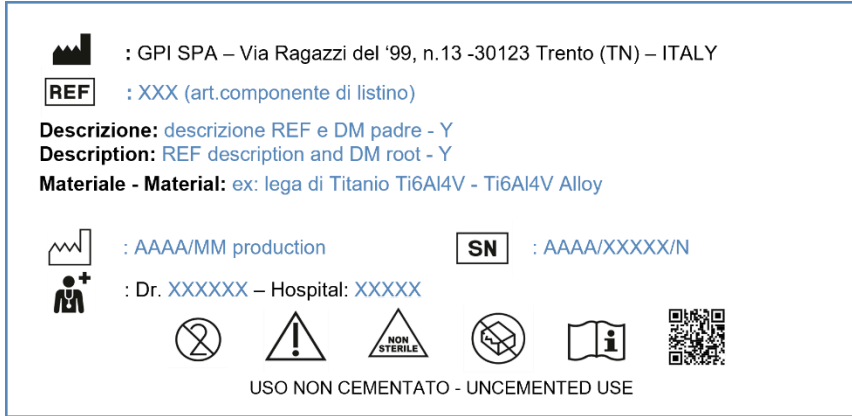 : GPI SPA – Via Ragazzi del ‘99, n.13 -30123 Trento (TN) – ITALY
REF : XXX (art.componente di listino)
Descrizione: descrizione REF e DM padre - Y
Description: REF description and DM root - Y
Materiale - Material: ex: lega di Titanio Ti6Al4V - Ti6Al4V Alloy
: AAAA/MM production SN : AAAA/XXXXX/N
: Dr. XXXXXX – Hospital: XXXXX
2 NON STERILE i
USO NON CEMENTATO - UNCEMENTED USE